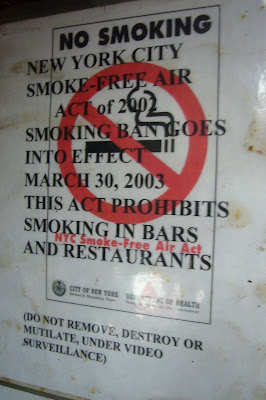 NO SMOKING
NEW YORK CITY
SMOKE-FREE AIR
ACT of 2002
SMOKING BAN GOES
INTO EFFECT
MARCH 30, 2003
THIS ACT PROHIBITS
SMOKING IN BARS
NYC Smoke-Free Air Act
AND RESTAURANTS
CITY OF NEW YORK
DEPARTMENT OF HEALTH
(DO NOT REMOVE, DESTROY OR
MUTILATE, UNDER VIDEO
SURVEILLANCE)